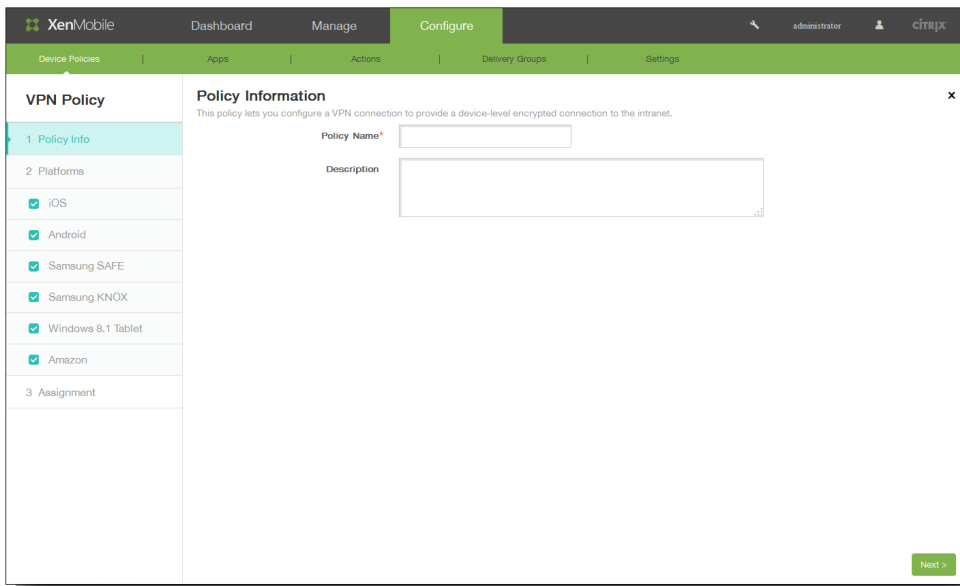 XenMobile Dashboard Manage Configure administrator CİTRIX
Device Policies | Apps | Actions | Delivery Groups | Settings
VPN Policy
1 Policy Info
2 Platforms
iOS
Android
Samsung SAFE
Samsung KNOX
Windows 8.1 Tablet
Amazon
3 Assignment
Policy Information x
This policy lets you configure a VPN connection to provide a device-level encrypted connection to the intranet.
Policy Name*
Description
Next >